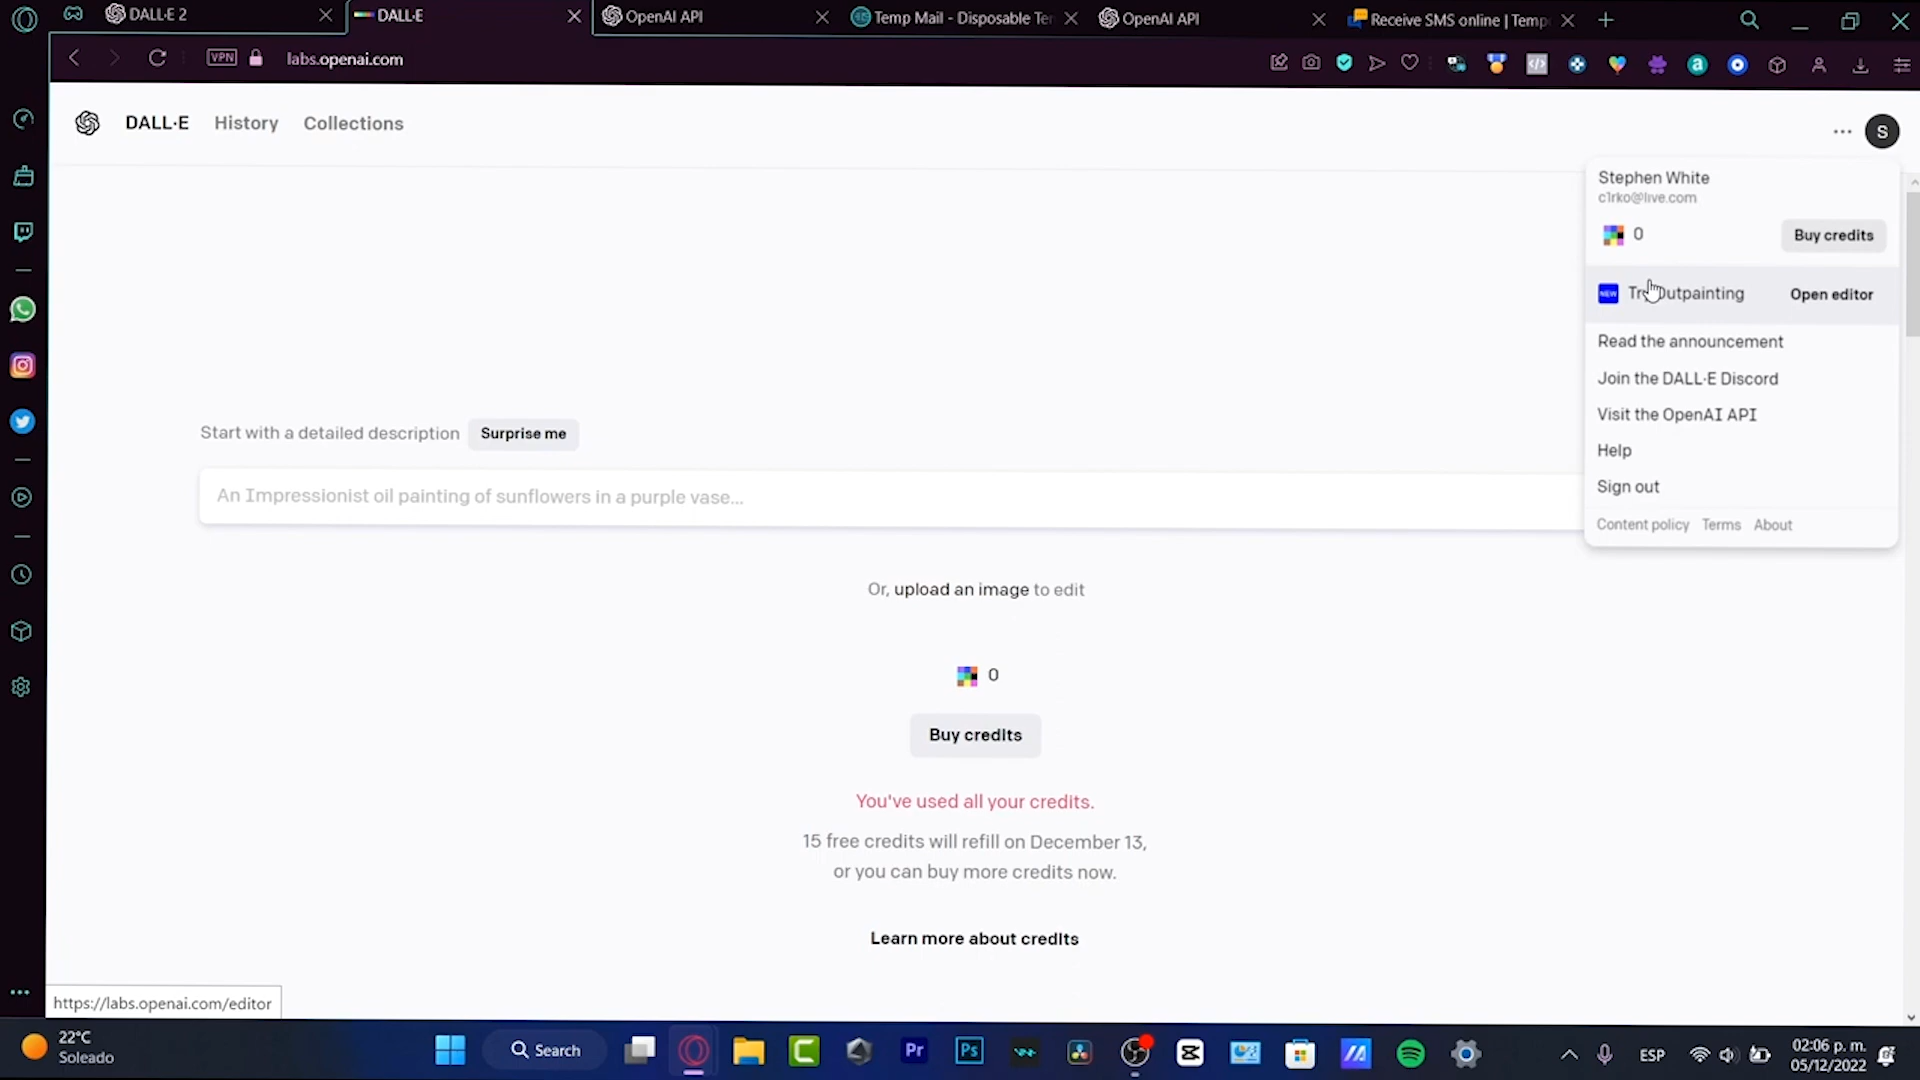 DALL·E 2
DALL·E
OpenAI API
Temp Mail - Disposable Te
OpenAI API
Receive SMS online | Temp
VPN
labs.openai.com
DALL·E
History
Collections
S
Stephen White
c1rko@live.com
0
Buy credits
NEW
Try Outpainting
Open editor
Read the announcement
Join the DALL·E Discord
Visit the OpenAI API
Help
Sign out
Content policy
Terms
About
Start with a detailed description
Surprise me
An Impressionist oil painting of sunflowers in a purple vase...
Or, upload an image to edit
0
Buy credits
You've used all your credits.
15 free credits will refill on December 13,
or you can buy more credits now.
Learn more about credits
https://labs.openai.com/editor
22°C
Soleado
Search
Pr
Ps
ESP
02:06 p. m.
05/12/2022